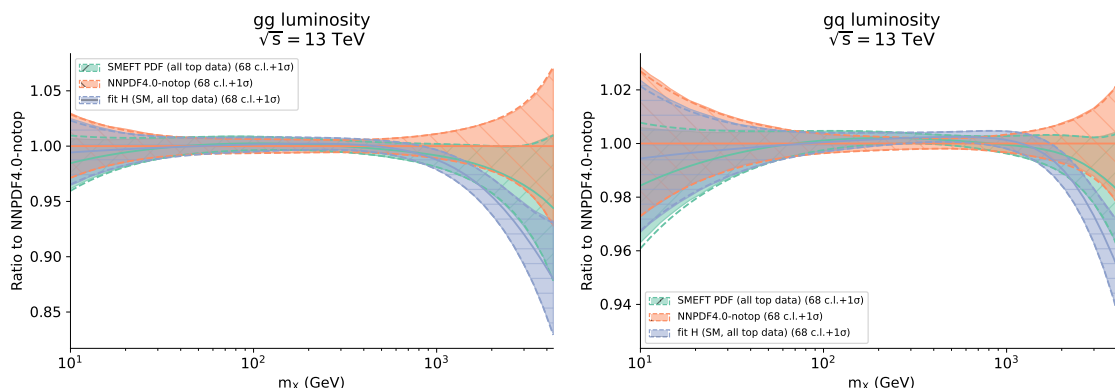 gg luminosity
√s = 13 TeV
Ratio to NNPDF4.0-notop
1.05
1.00
0.95
0.90
0.85
SMEFT PDF (all top data) (68 c.l.+1σ)
NNPDF4.0-notop (68 c.l.+1σ)
fit H (SM, all top data) (68 c.l.+1σ)
10¹ 10² 10³
mₓ (GeV)
gq luminosity
√s = 13 TeV
Ratio to NNPDF4.0-notop
1.02
1.00
0.98
0.96
0.94
SMEFT PDF (all top data) (68 c.l.+1σ)
NNPDF4.0-notop (68 c.l.+1σ)
fit H (SM, all top data) (68 c.l.+1σ)
10¹ 10² 10³
mₓ (GeV)